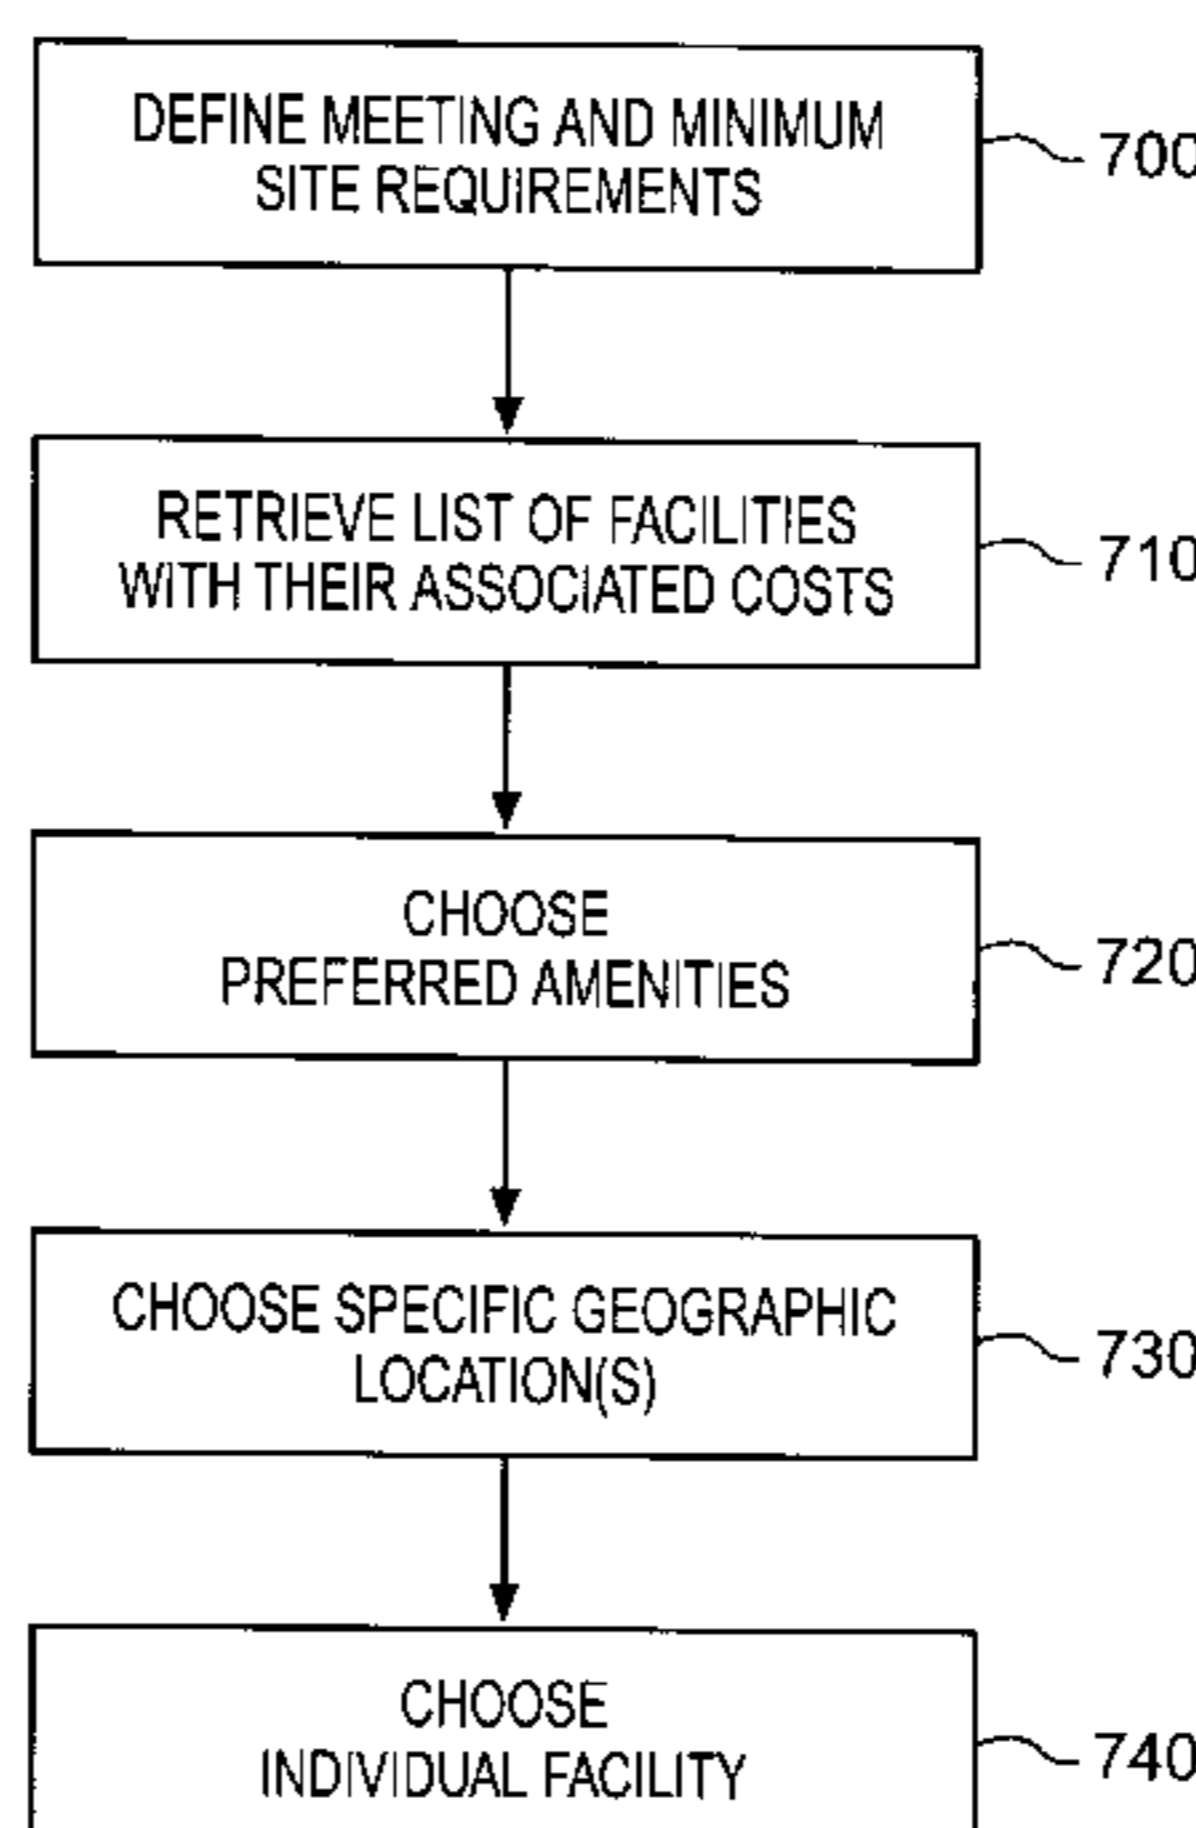 DEFINE MEETING AND MINIMUM
SITE REQUIREMENTS
700
RETRIEVE LIST OF FACILITIES
WITH THEIR ASSOCIATED COSTS
710
CHOOSE
PREFERRED AMENITIES
720
CHOOSE SPECIFIC GEOGRAPHIC
LOCATION(S)
730
CHOOSE
INDIVIDUAL FACILITY
740